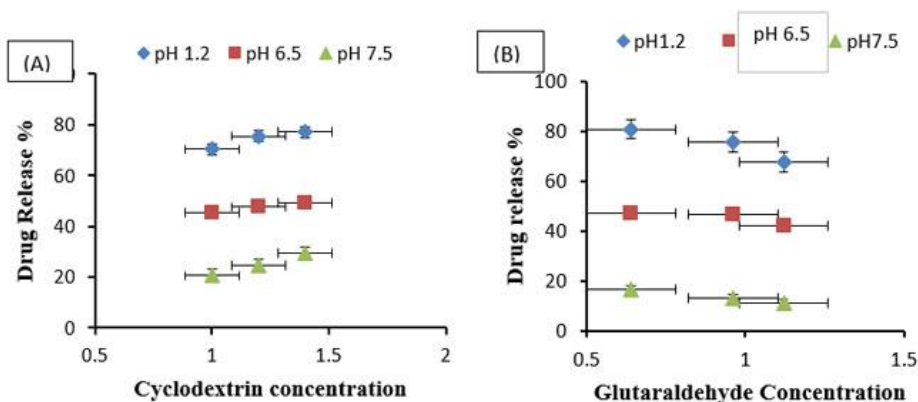 (A)
pH 1.2 pH 6.5 pH 7.5
80
60
40
20
0
0.5 1 1.5 2
Drug Release %
Cyclodextrin concentration
(B)
pH1.2 pH 6.5 pH7.5
100
80
60
40
20
0
0.5 1 1.5
Drug release %
Glutaraldehyde Concentration